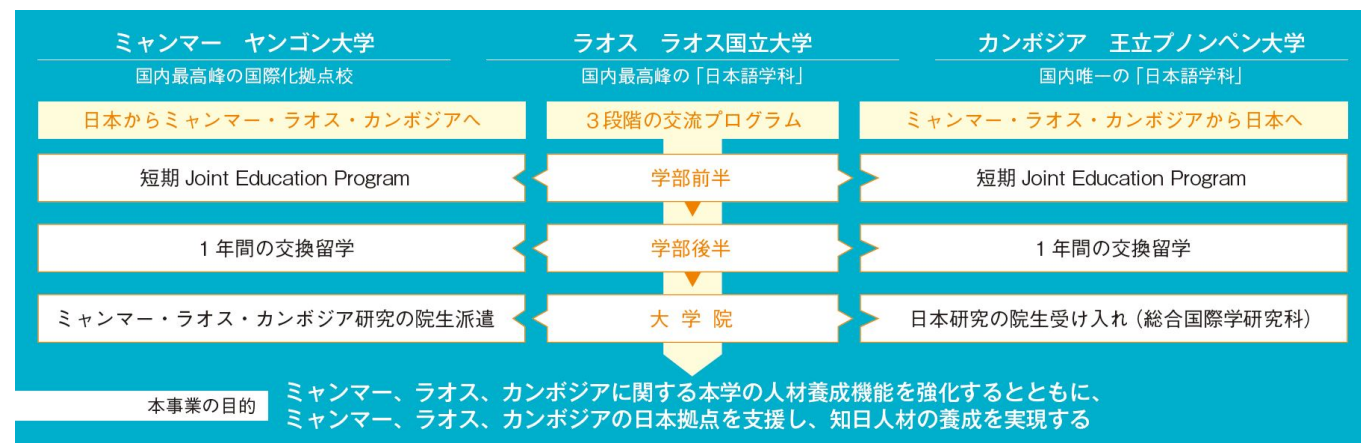 ミャンマー　ヤンゴン大学
国内最高峰の国際化拠点校
ラオス　ラオス国立大学
国内最高峰の「日本語学科」
カンボジア　王立プノンペン大学
国内唯一の「日本語学科」
日本からミャンマー・ラオス・カンボジアへ
3段階の交流プログラム
ミャンマー・ラオス・カンボジアから日本へ
短期 Joint Education Program
学部前半
短期 Joint Education Program
1年間の交換留学
学部後半
1年間の交換留学
ミャンマー・ラオス・カンボジア研究の院生派遣
大学院
日本研究の院生受け入れ（総合国際学研究科）
本事業の目的
ミャンマー、ラオス、カンボジアに関する本学の人材養成機能を強化するとともに、
ミャンマー、ラオス、カンボジアの日本拠点を支援し、知日人材の養成を実現する